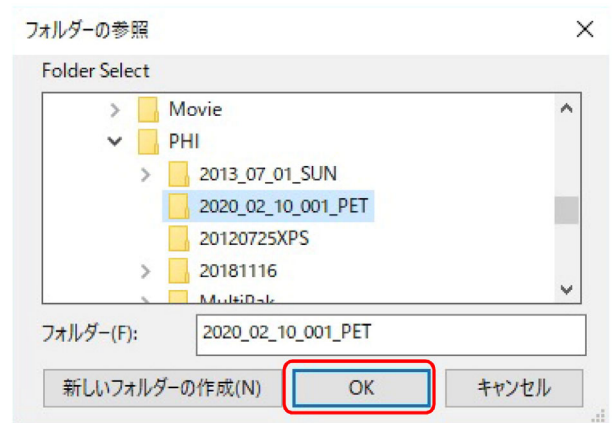 フォルダーの参照
Folder Select
Movie
PHI
2013_07_01_SUN
2020_02_10_001_PET
20120725XPS
20181116
MultiPak
フォルダー(F):
2020_02_10_001_PET
新しいフォルダーの作成(N)
OK
キャンセル